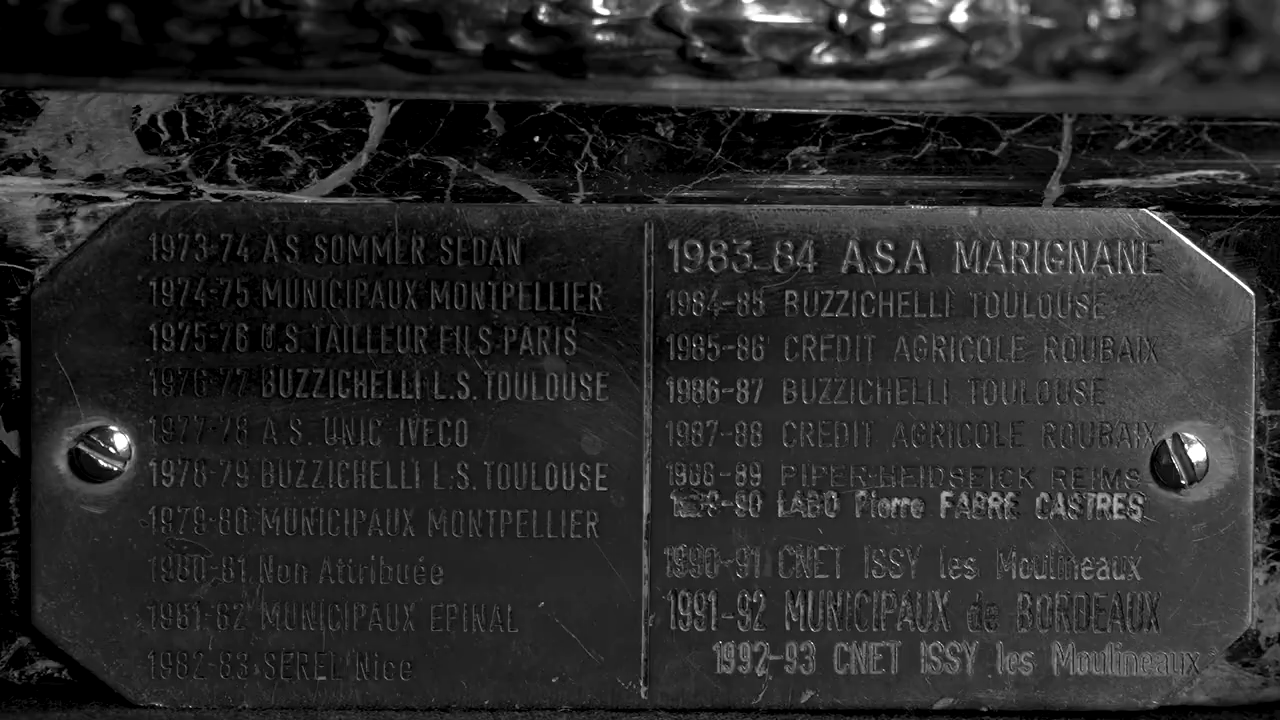 1973-74 A.S SOMMER SEDAN
1974-75 MUNICIPAUX MONTPELLIER
1975-76 U.S. TAILLEUR FILS PARIS
1976-77 BUZZICHELLI L.S. TOULOUSE
1977-78 A.S. UNIC IVECO
1978-79 BUZZICHELLI L.S. TOULOUSE
1979-80 MUNICIPAUX MONTPELLIER
1980-81 Non Attribuée
1981-82 MUNICIPAUX EPINAL
1982-83 SEREL Nice
1983-84 A.S.A MARIGNANE
1984-85 BUZZICHELLI TOULOUSE
1985-86 CREDIT AGRICOLE ROUBAIX
1986-87 BUZZICHELLI TOULOUSE
1987-88 CREDIT AGRICOLE ROUBAIX
1988-89 PIPER-HEIDSEICK REIMS
1989-90 LABO Pierre FABRE CASTRES
1990-91 CNET ISSY les Moulineaux
1991-92 MUNICIPAUX de BORDEAUX
1992-93 CNET ISSY les Moulineaux